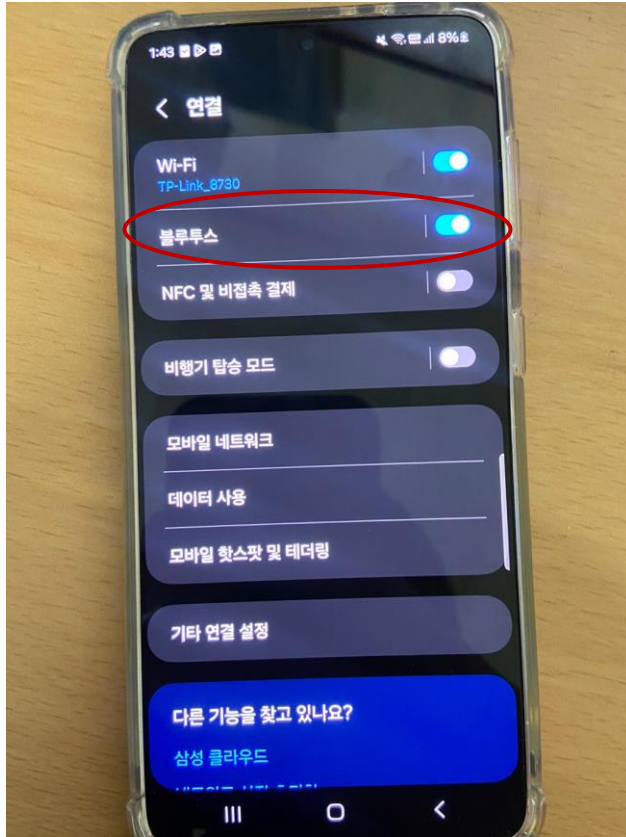 1:43
8%
연결
Wi-Fi
TP-Link_8730
블루투스
NFC 및 비접촉 결제
비행기 탑승 모드
모바일 네트워크
데이터 사용
모바일 핫스팟 및 테더링
기타 연결 설정
다른 기능을 찾고 있나요?
삼성 클라우드